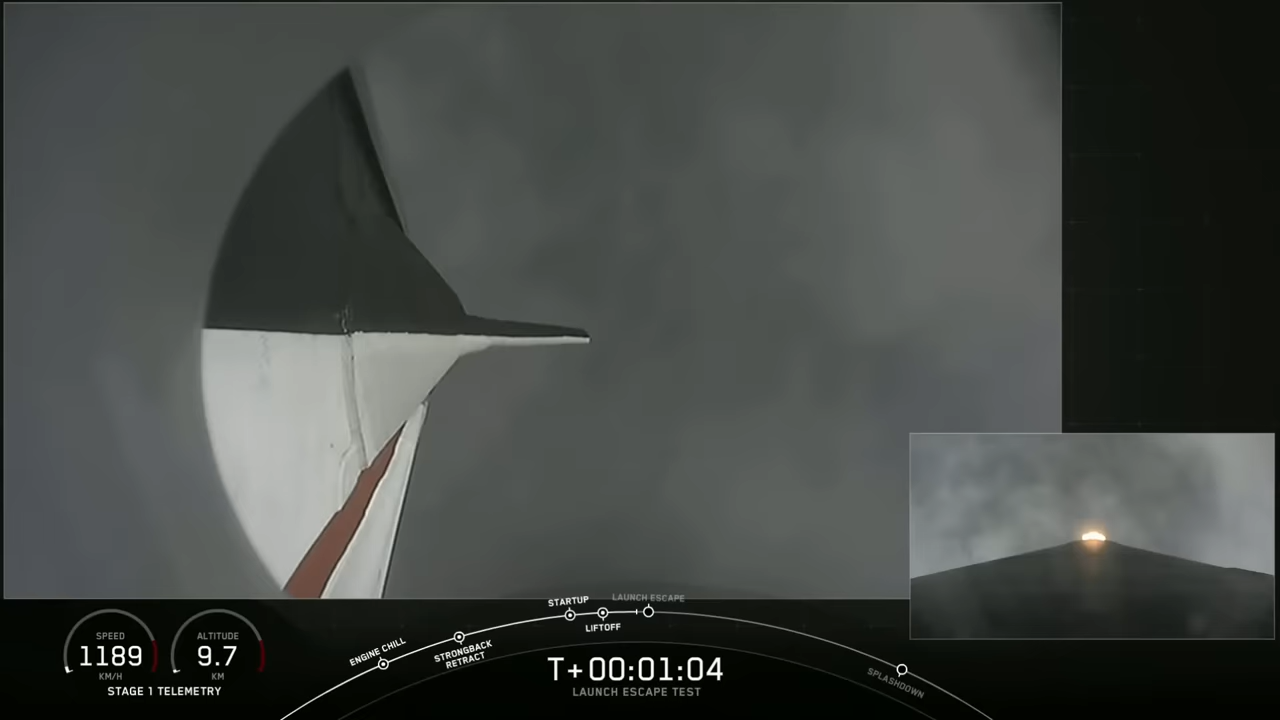 STARTUP
LAUNCH ESCAPE
LIFTOFF
ENGINE CHILL
STRONGBACK
RETRACT
SPLASHDOWN
SPEED
1189
KM/H
ALTITUDE
9.7
KM
STAGE 1 TELEMETRY
T+00:01:04
LAUNCH ESCAPE TEST